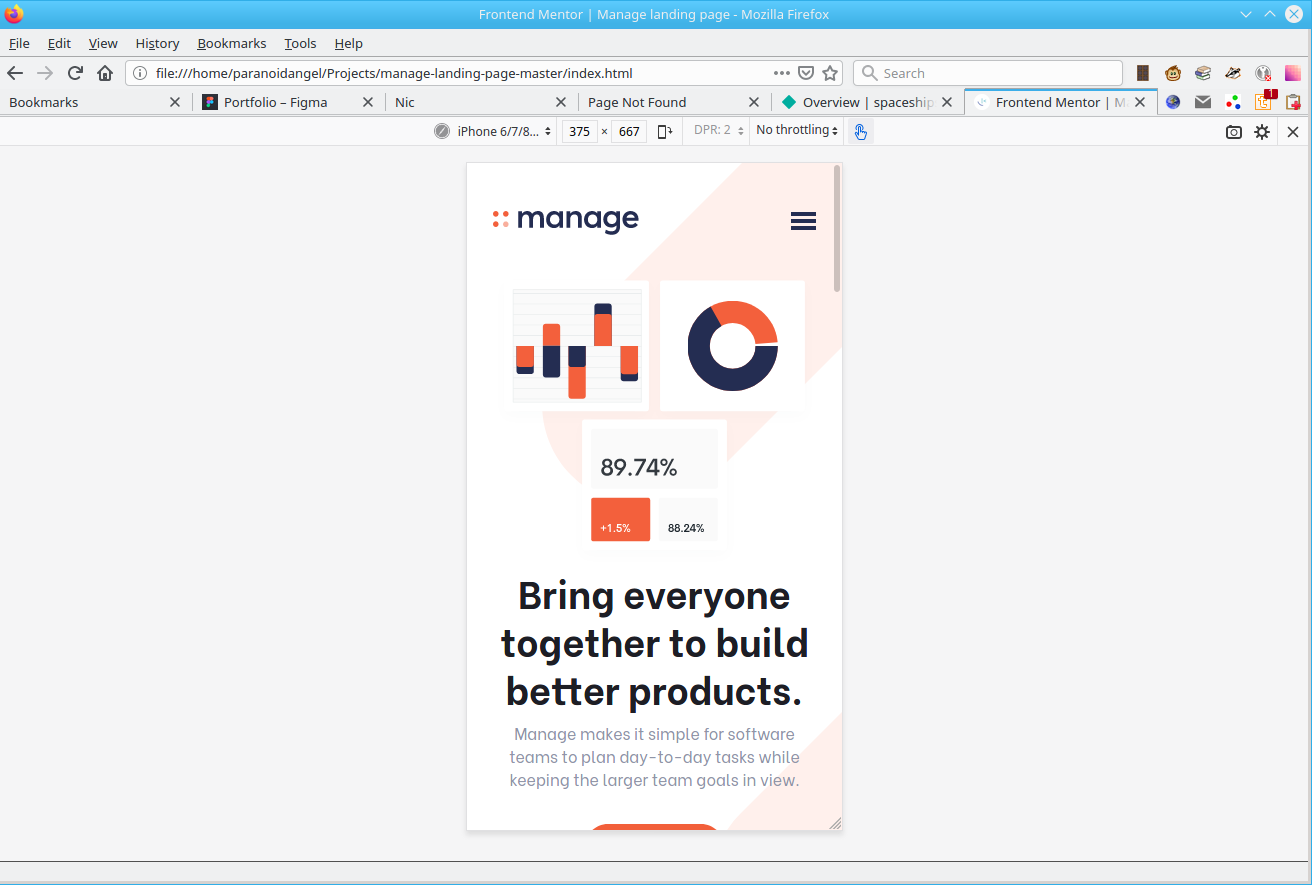 Frontend Mentor | Manage landing page - Mozilla Firefox
File Edit View History Bookmarks Tools Help
file:///home/paranoidangel/Projects/manage-landing-page-master/index.html
Search
Bookmarks
Portfolio – Figma
Nic
Page Not Found
Overview | spaceship
Frontend Mentor | M
1
iPhone 6/7/8... 375 × 667 DPR: 2 No throttling
manage
89.74%
+1.5% 88.24%
Bring everyone
together to build
better products.
Manage makes it simple for software
teams to plan day-to-day tasks while
keeping the larger team goals in view.